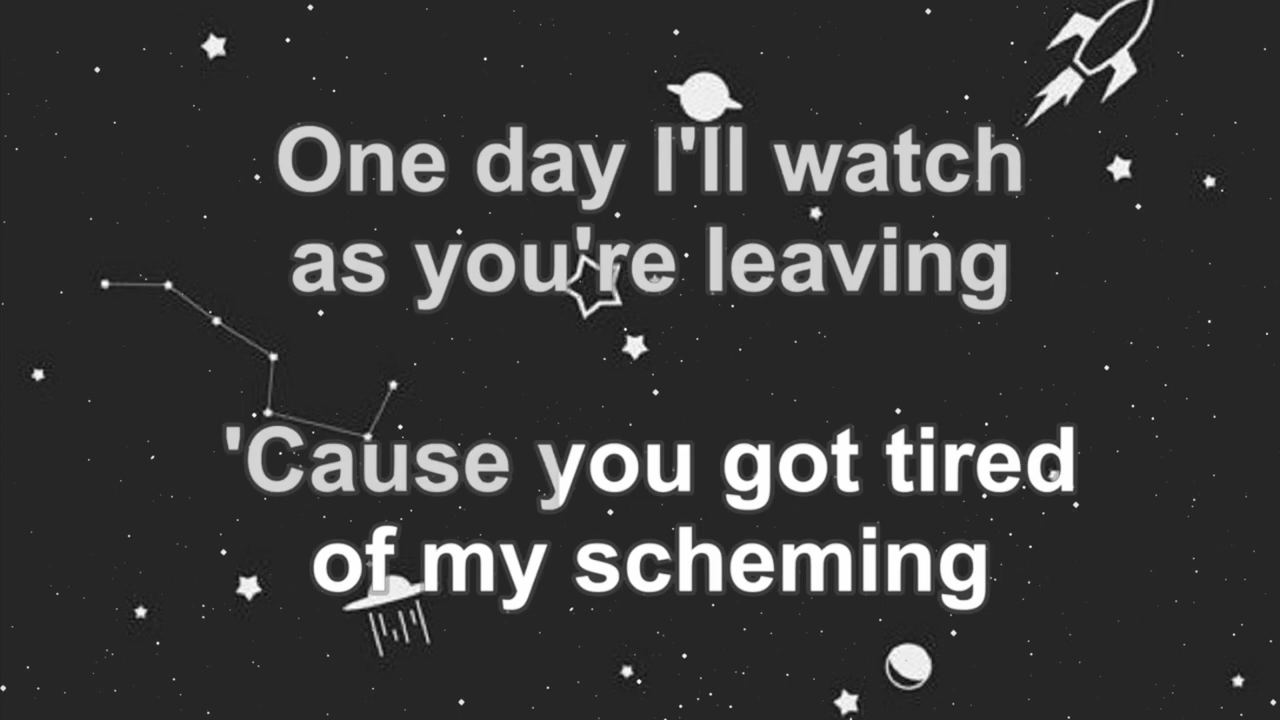 One day I'll watch
as you're leaving
'Cause you got tired
of my scheming